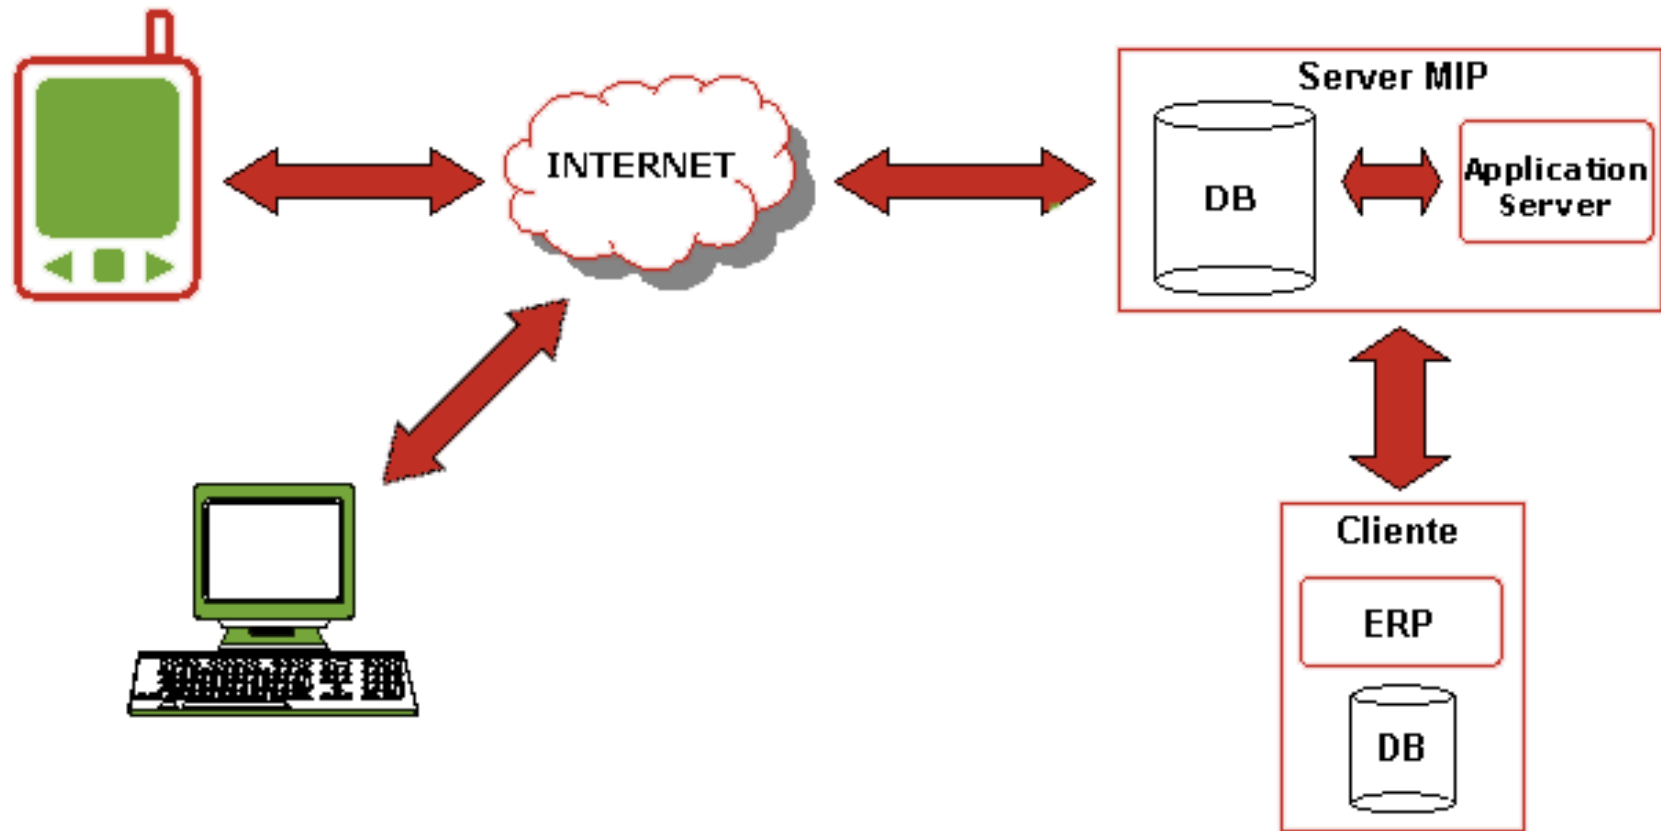 Server MIP
INTERNET
DB
Application
Server
Cliente
ERP
DB